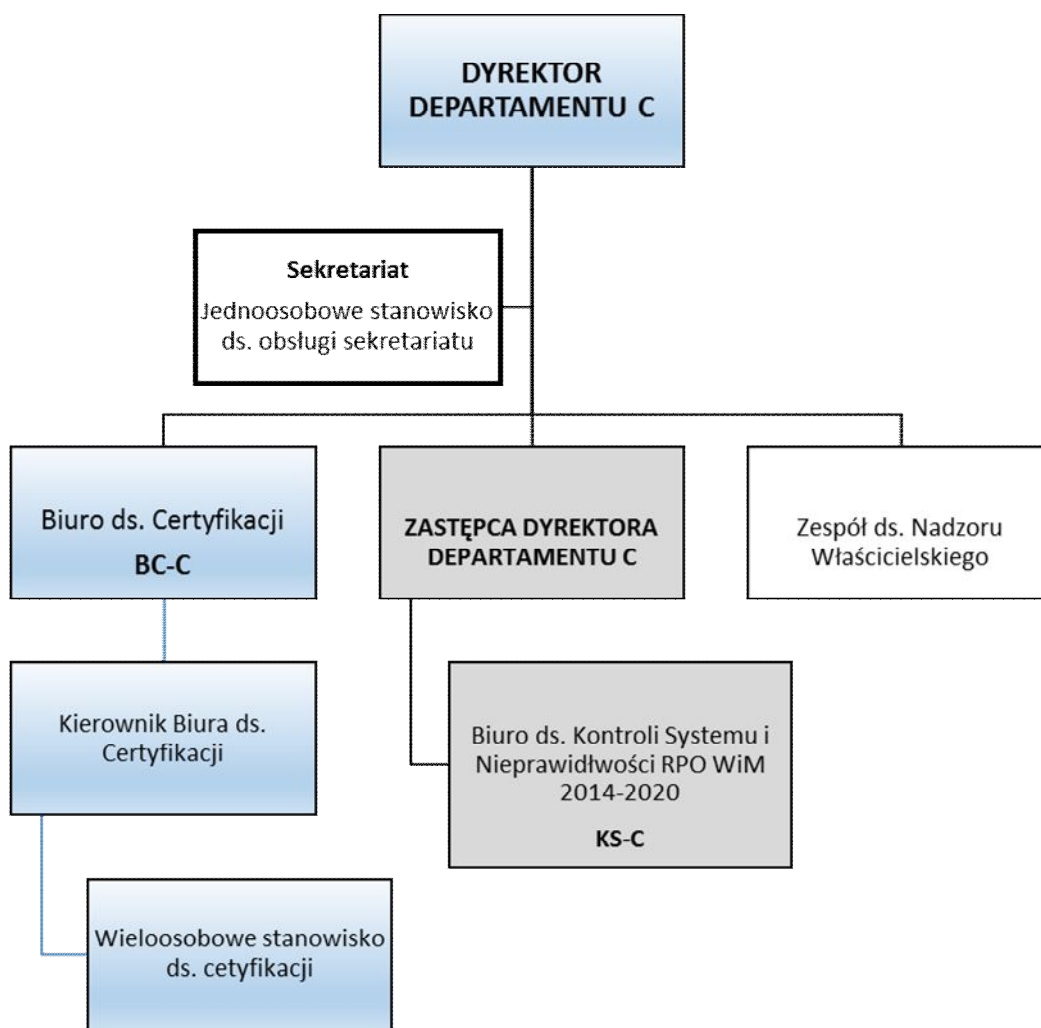 DYREKTOR
DEPARTAMENTU C
Sekretariat
Jednoosobowe stanowisko
ds. obsługi sekretariatu
Biuro ds. Certyfikacji
BC-C
ZASTĘPCA DYREKTORA
DEPARTAMENTU C
Zespół ds. Nadzoru
Właścicielskiego
Kierownik Biura ds.
Certyfikacji
Biuro ds. Kontroli Systemu i
Nieprawidłwości RPO WiM
2014-2020
KS-C
Wieloosobowe stanowisko
ds. cetyfikacji